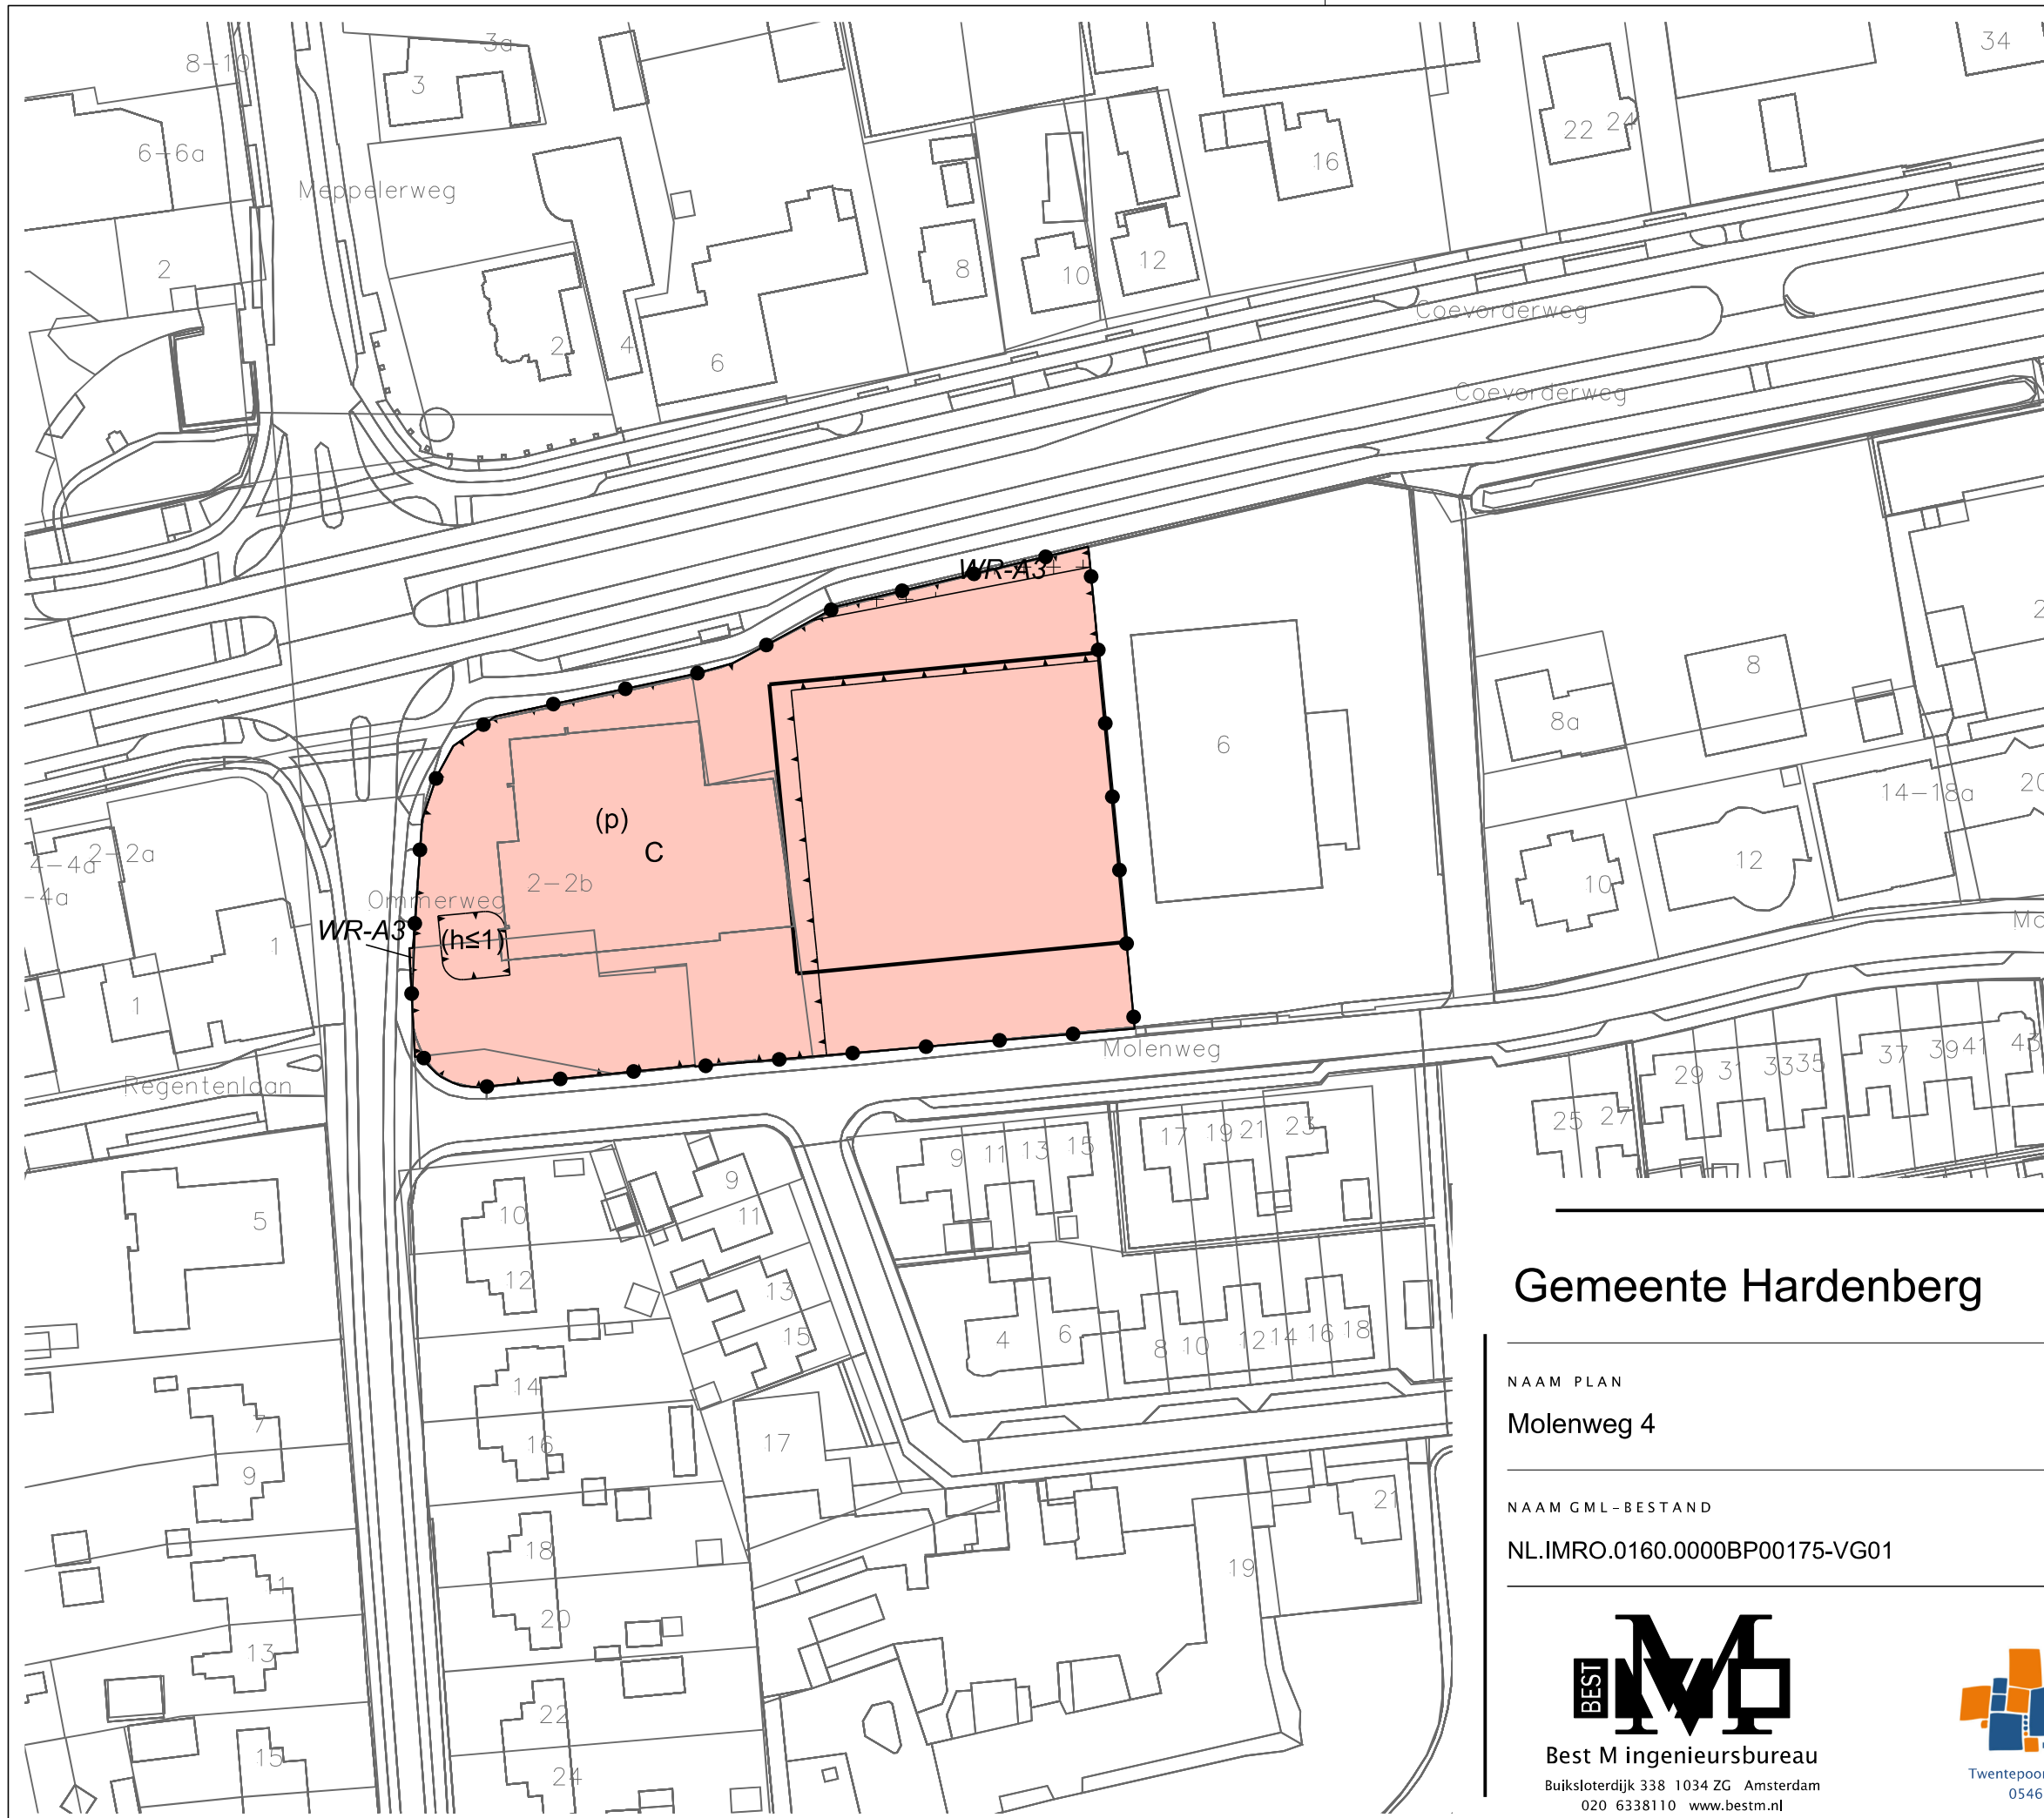 8-10
3a
34
3
22 24
6-6a
16
Meppelerweg
2
8
10
12
Coevorderweg
2
4
6
Coevorderweg
WR-A3
8
6
8a
(p)
C
14-18a
20
4-4a
2-2a
12
2-2b
10
-4a
Ommerweg
WR-A3
(h≤1)
1
1
Molenweg
Regentenlaan
29 31 33 35 37 39 41 43
25 27
17 19 21 23
9 11 13 15
9
5
10
11
12
13
15
4 6 8 10 12 14 16 18
14
7
16
17
9
21
18
19
11
20
13
22
15
24
Gemeente Hardenberg
NAAM PLAN
Molenweg 4
NAAM GML-BESTAND
NL.IMRO.0160.0000BP00175-VG01
BEST
M
Best M ingenieursbureau
Buiksloterdijk 338 1034 ZG Amsterdam
020 6338110 www.bestm.nl
Twentepoor
0546